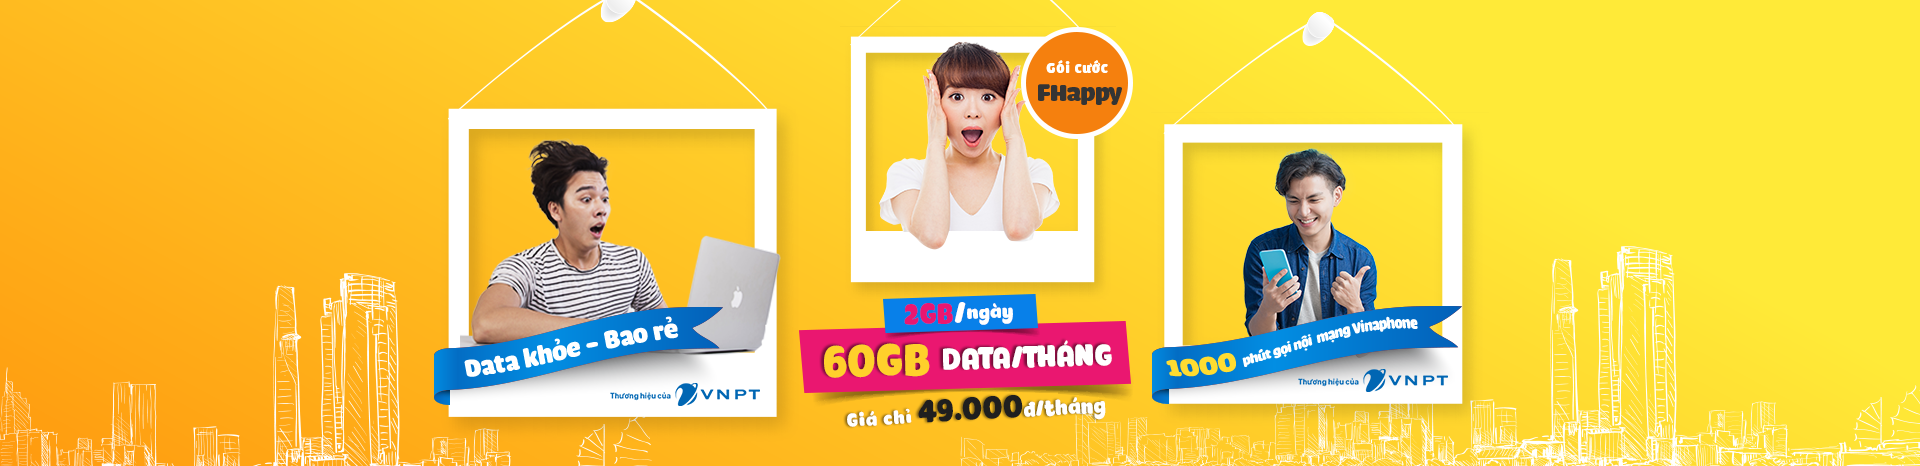 Data khỏe - Bao rẻ
Thương hiệu của VNPT
Gói cước
FHappy
2GB/ngày
60GB DATA/THÁNG
Giá chỉ 49.000đ/tháng
1000 phút gọi nội mạng Vinaphone
Thương hiệu của VNPT